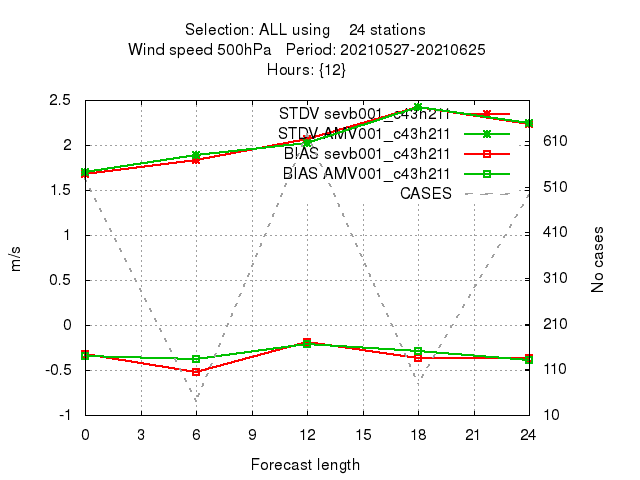 Selection: ALL using 24 stations
Wind speed 500hPa Period: 20210527-20210625
Hours: {12}
2.5
2
1.5
1
0.5
0
-0.5
-1
m/s
STDV sevb001_c43h211
STDV AMV001_c43h211
BIAS sevb001_c43h211
BIAS AMV001_c43h211
CASES
610
510
410
310
210
110
10
No cases
0 3 6 9 12 15 18 21 24
Forecast length